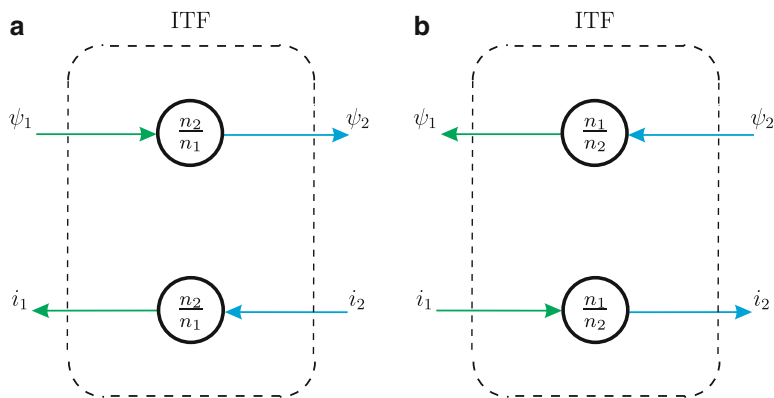 a ITF b ITF
ψ₁ n₂/n₁ ψ₂ ψ₁ n₁/n₂ ψ₂
i₁ n₂/n₁ i₂ i₁ n₁/n₂ i₂